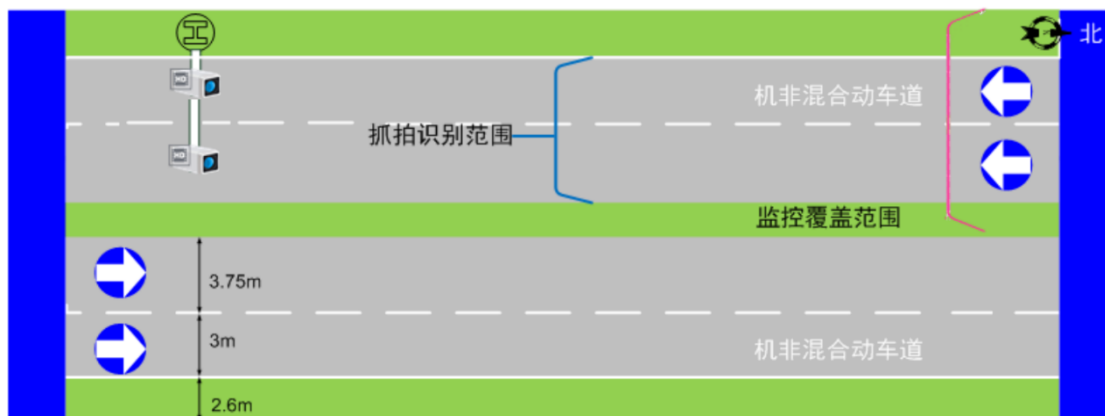 北
机非混合动车道
抓拍识别范围
监控覆盖范围
3.75m
3m
机非混合动车道
2.6m